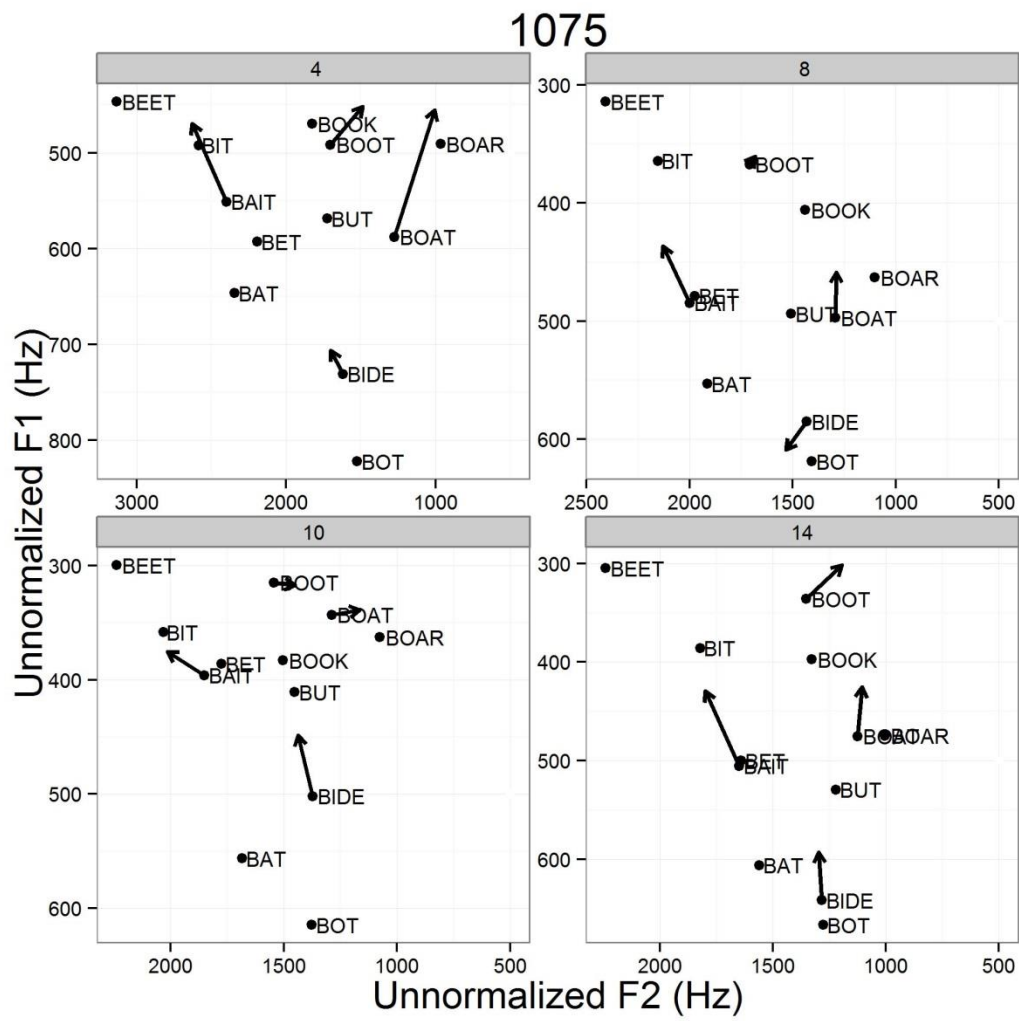 1075
4
8
BEET
BIT
BAIT
BET
BAT
BOOK
BOOT
BOAR
BUT
BOAT
BIDE
BOT
500
600
700
800
3000
2000
1000
BEET
BIT
BOOT
BOOK
BOAR
BET
BAIT
BUT
BOAT
BAT
BIDE
BOT
300
400
500
600
2500
2000
1500
1000
500
10
14
BEET
BOOT
BOAT
BIT
BOAR
BET
BOOK
BAIT
BUT
BIDE
BAT
BOT
300
400
500
600
2000
1500
1000
500
BEET
BOOT
BIT
BOOK
BOAT
BOAR
BET
BAIT
BUT
BAT
BIDE
BOT
300
400
500
600
2000
1500
1000
500
Unnormalized F1 (Hz)
Unnormalized F2 (Hz)